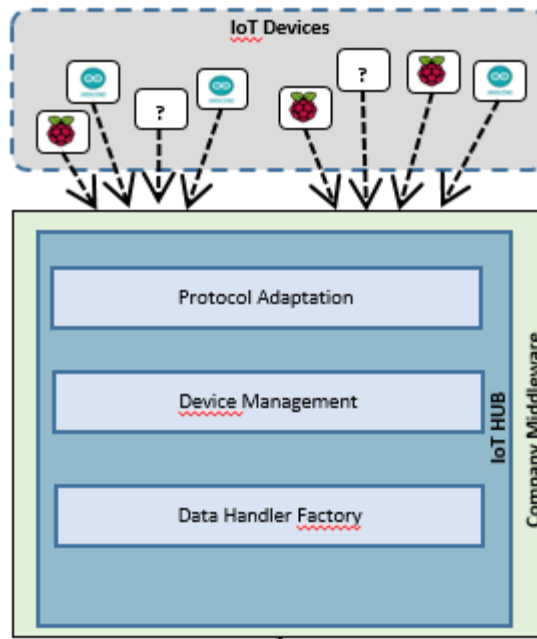 IoT Devices
?
?
Protocol Adaptation
Device Management
Data Handler Factory
IoT HUB
Company Middleware